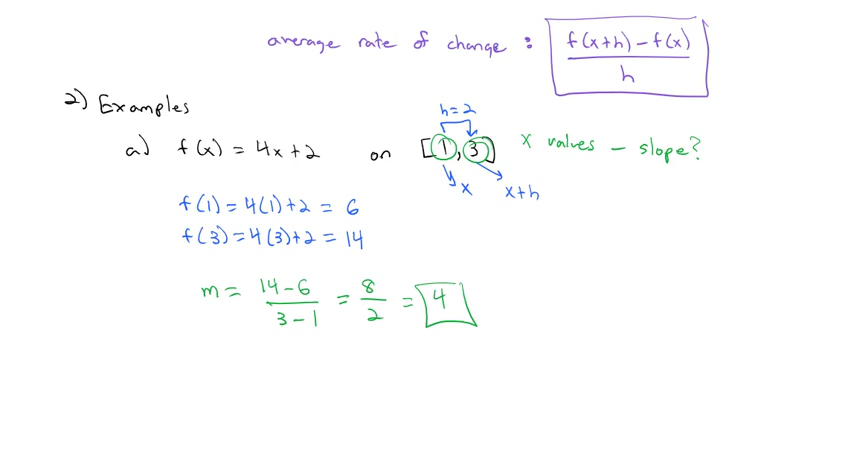 average rate of change : f(x+h) - f(x) / h
2) Examples
h = 2
a) f(x) = 4x + 2 on [1, 3] x values - slope?
x x+h
f(1) = 4(1) + 2 = 6
f(3) = 4(3) + 2 = 14
m = 14 - 6 / 3 - 1 = 8 / 2 = 4